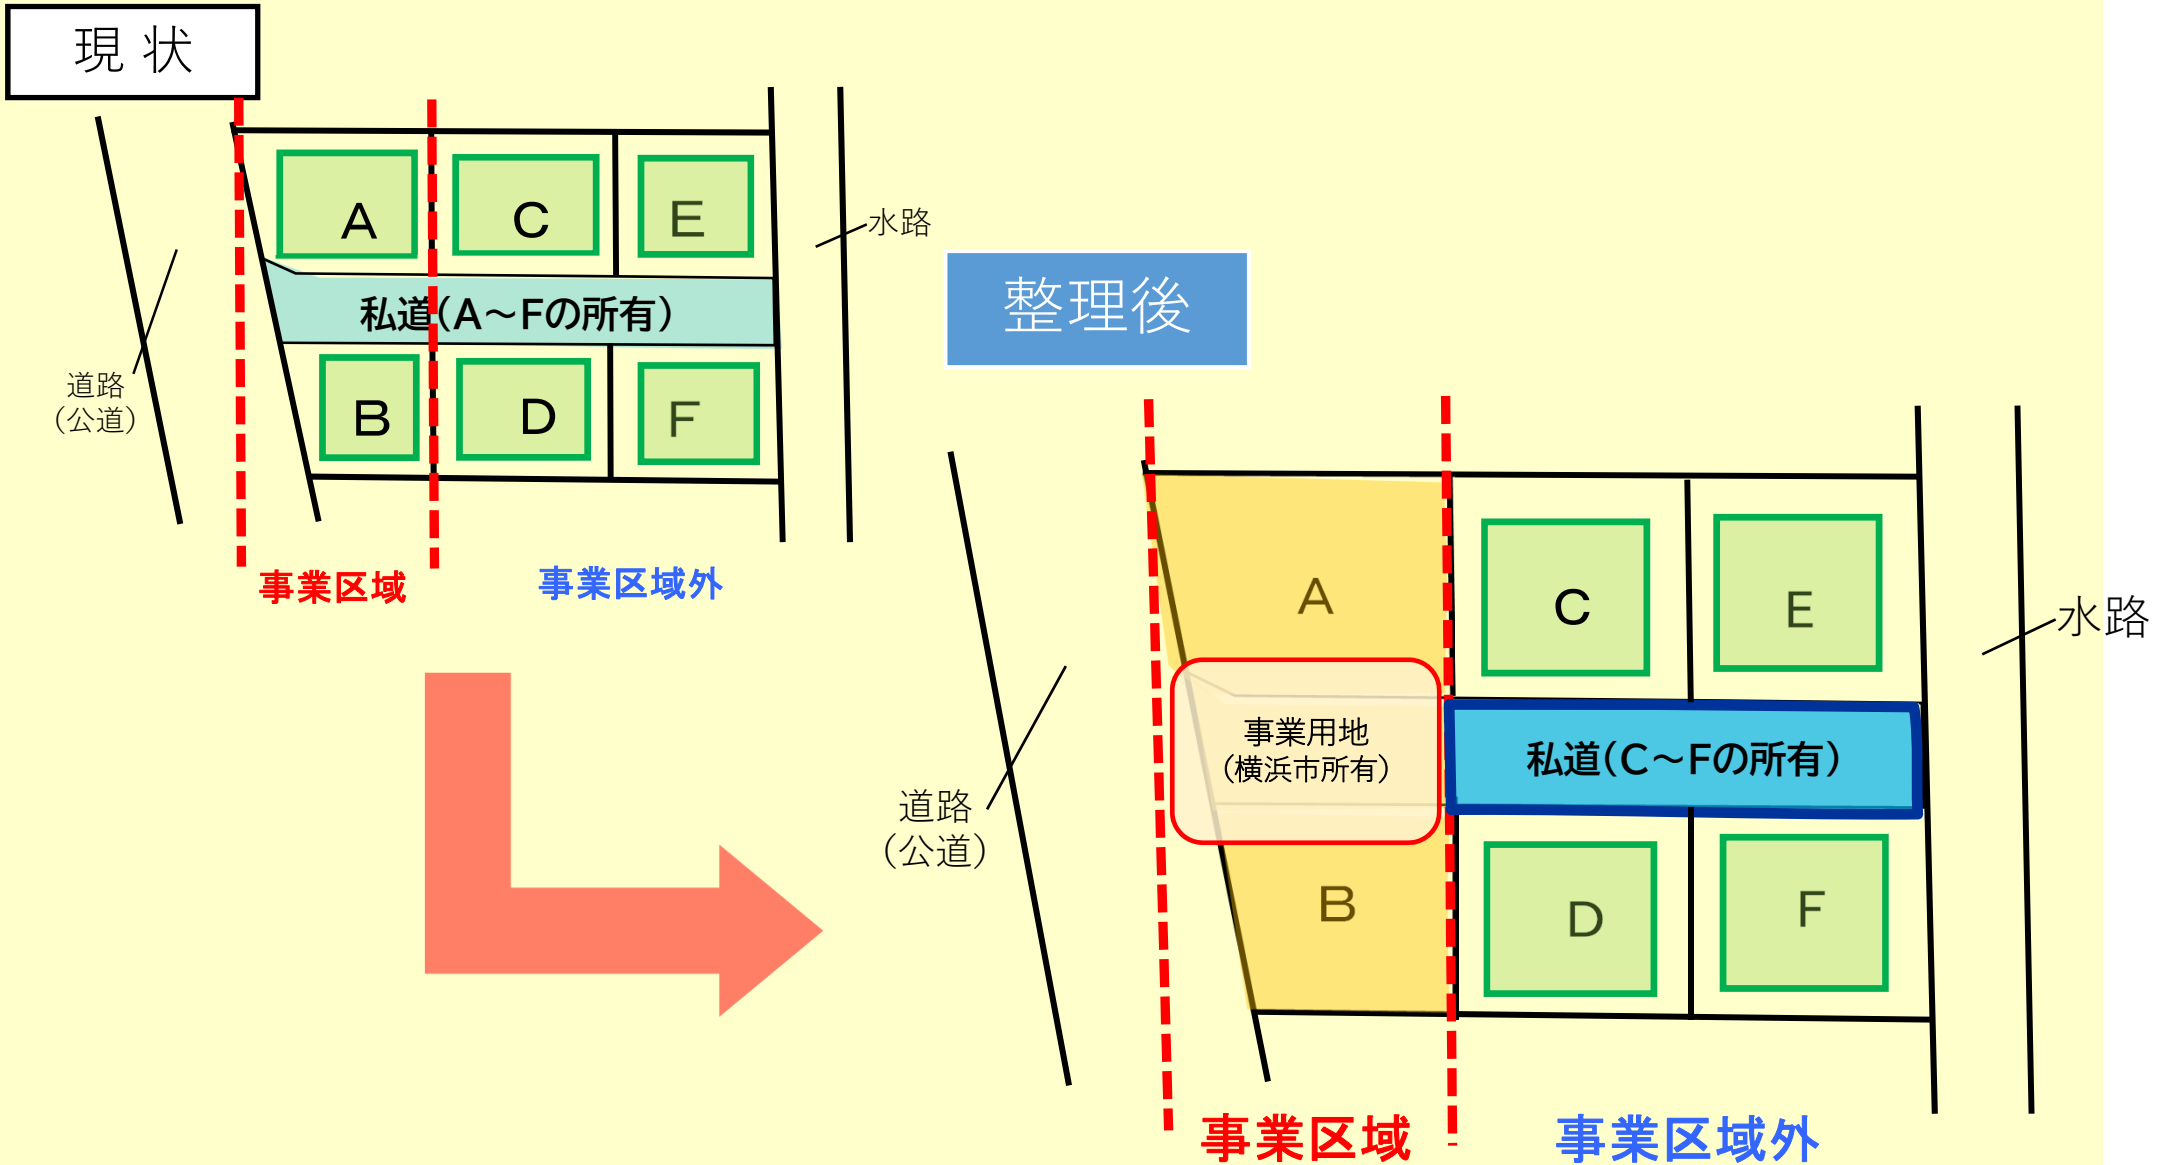 現 状
A
C
E
水路
私道（A～Fの所有）
道路
（公道）
B
D
F
事業区域
事業区域外
整理後
A
C
E
水路
事業用地
（横浜市所有）
私道（C～Fの所有）
道路
（公道）
B
D
F
事業区域
事業区域外